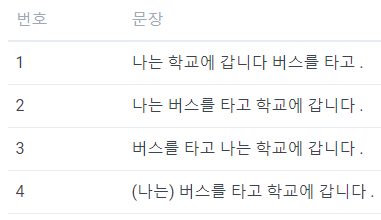 번호 문장
1 나는 학교에 갑니다 버스를 타고 .
2 나는 버스를 타고 학교에 갑니다 .
3 버스를 타고 나는 학교에 갑니다 .
4 (나는) 버스를 타고 학교에 갑니다 .